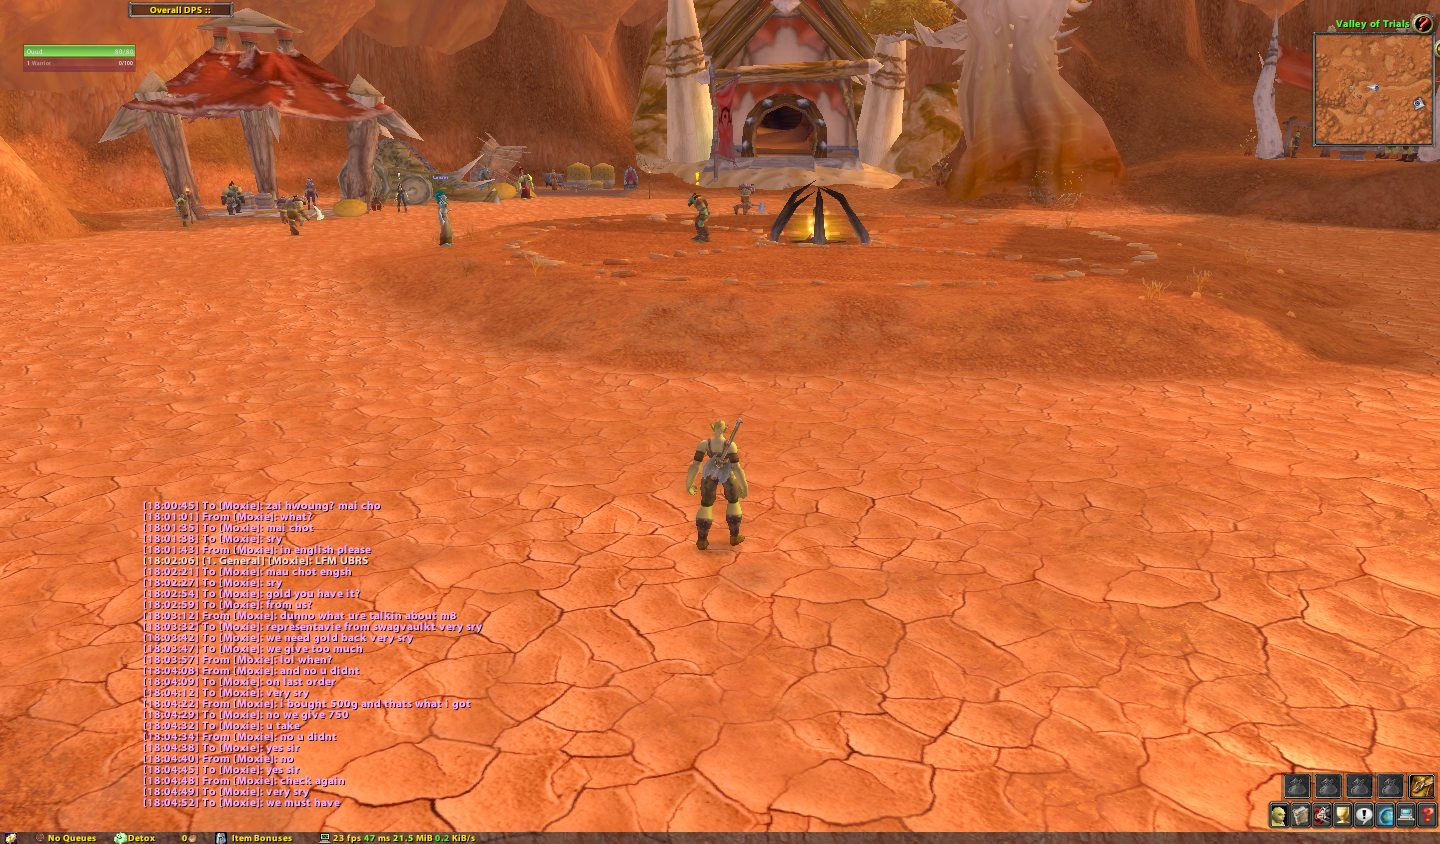 Overall DPS ::
Valley of Trials
80/80
1 Warrior
0/100
[18:00:45] To [Moxie]: zai hwoung? mai cho
[18:01:01] From [Moxie]: what?
[18:01:35] To [Moxie]: mai chot
[18:01:38] To [Moxie]: sry
[18:01:43] From [Moxie]: in english please
[18:02:06] [1. General] [Moxie]: LFM UBRS
[18:02:21] To [Moxie]: mau chot engsh
[18:02:27] To [Moxie]: sry
[18:02:54] To [Moxie]: gold you have it?
[18:02:59] To [Moxie]: from us?
[18:03:12] From [Moxie]: dunno what ure talkin about m8
[18:03:32] To [Moxie]: representavie from swagvaulkt very sry
[18:03:42] To [Moxie]: we need gold back very sry
[18:03:47] To [Moxie]: we give too much
[18:03:57] From [Moxie]: lol when?
[18:04:08] From [Moxie]: and no u didnt
[18:04:09] To [Moxie]: on last order
[18:04:12] To [Moxie]: very sry
[18:04:22] From [Moxie]: i bought 500g and thats what i got
[18:04:29] To [Moxie]: no we give 750
[18:04:32] To [Moxie]: u take
[18:04:34] From [Moxie]: no u didnt
[18:04:38] To [Moxie]: yes sir
[18:04:40] From [Moxie]: no
[18:04:45] To [Moxie]: yes sir
[18:04:48] From [Moxie]: check again
[18:04:49] To [Moxie]: very sry
[18:04:52] To [Moxie]: we must have
No Queues Detox 0 Item Bonuses 23 fps 47 ms 21.5 MiB 0.2 KiB/s